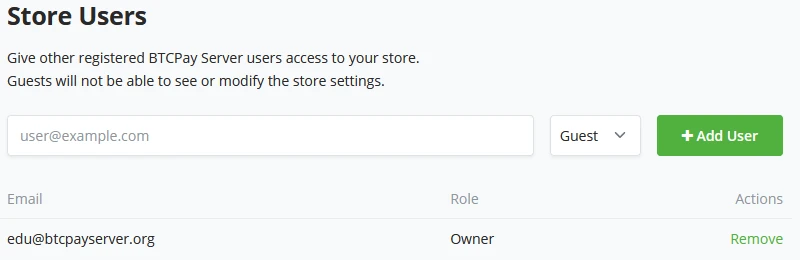 Store Users
Give other registered BTCPay Server users access to your store.
Guests will not be able to see or modify the store settings.
user@example.com Guest + Add User
Email Role Actions
edu@btcpayserver.org Owner Remove